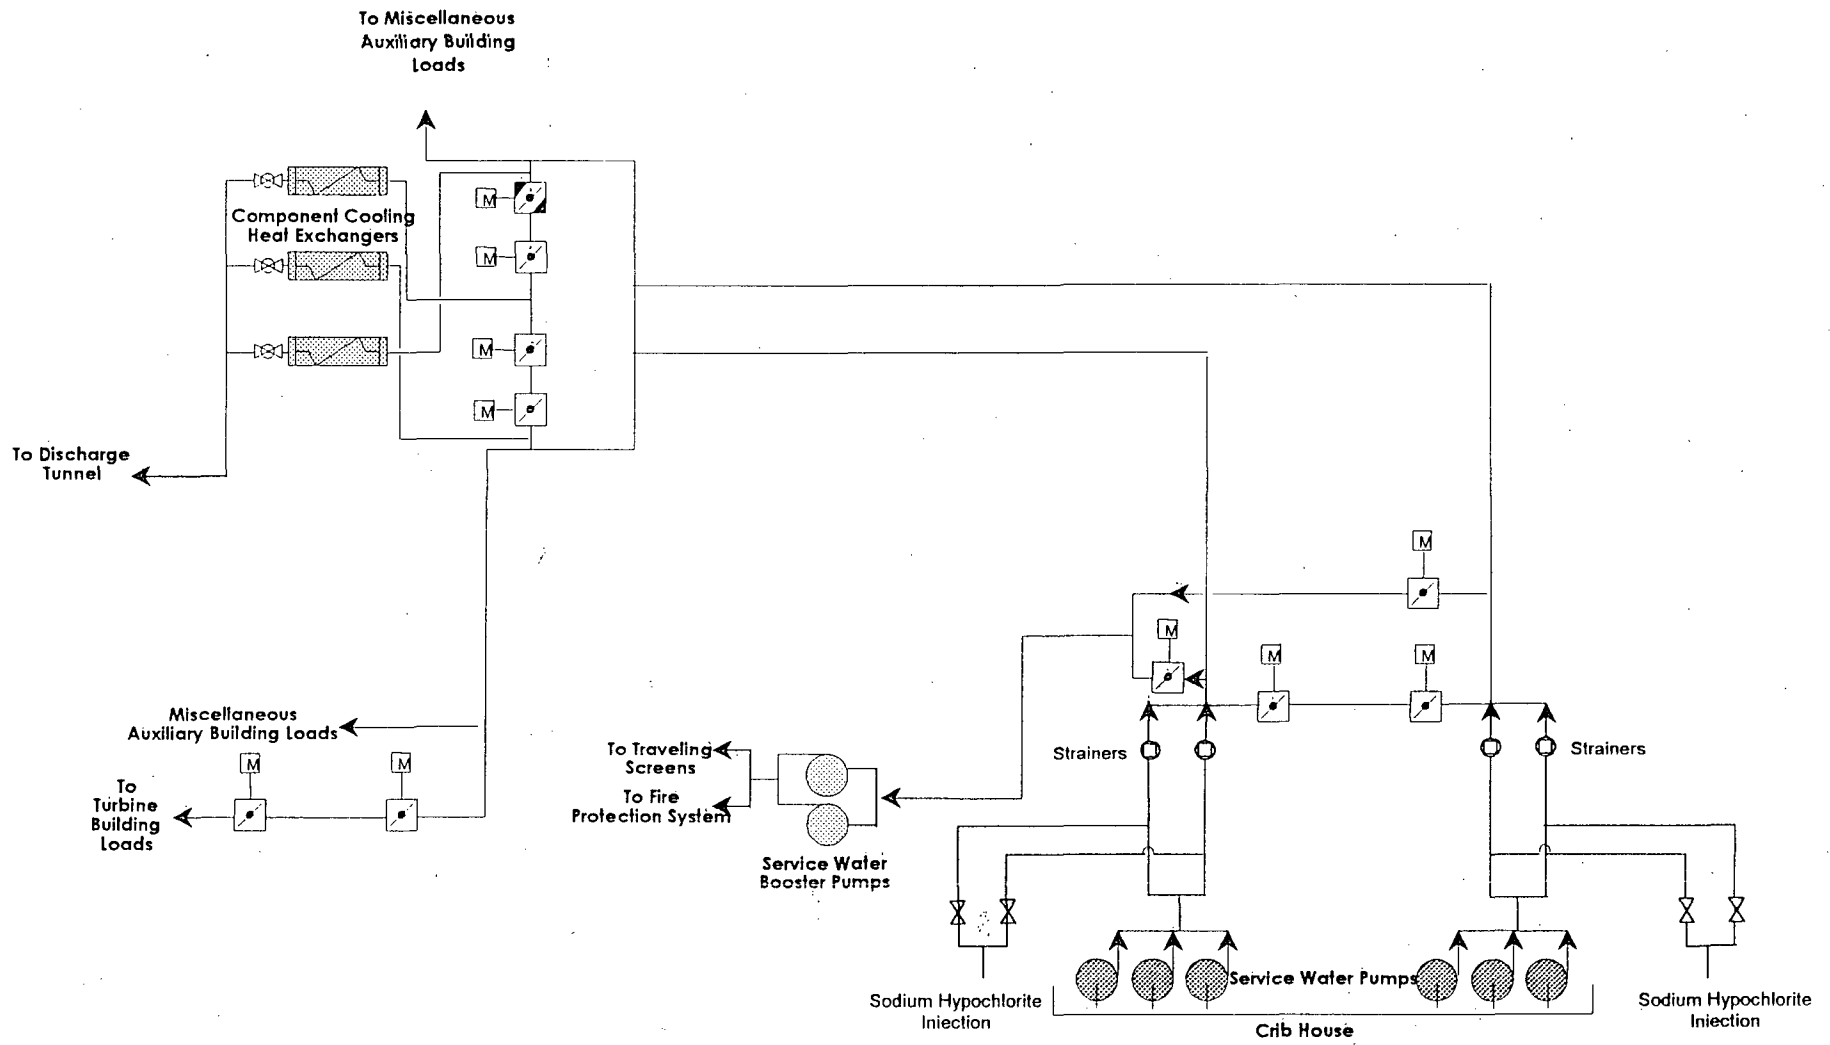 To Miscellaneous
Auxiliary Building
Loads
M
Component Cooling
Heat Exchangers
M
M
M
To Discharge
Tunnel
M
M
M
M
Miscellaneous
Auxiliary Building Loads
M
M
To
Turbine
Building
Loads
To Traveling
Screens
To Fire
Protection System
Service Water
Booster Pumps
Strainers
Strainers
Service Water Pumps
Sodium Hypochlorite
Injection
Crib House
Sodium Hypochlorite
Injection